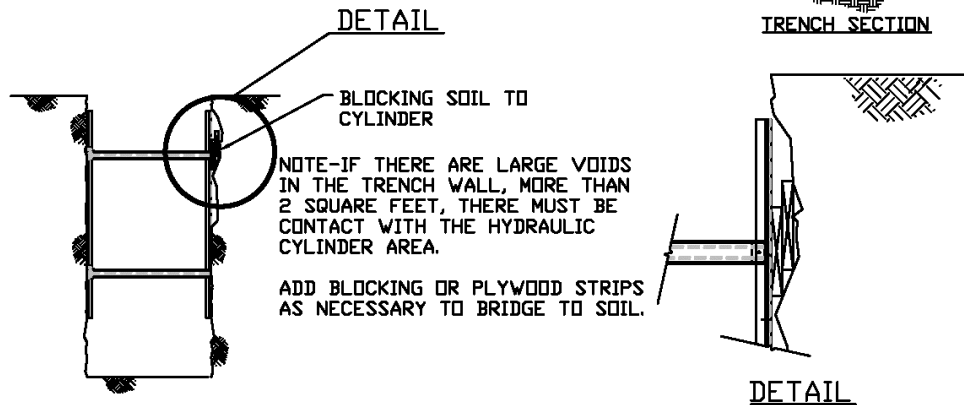 DETAIL
TRENCH SECTION
BLOCKING SOIL TO
CYLINDER
NOTE-IF THERE ARE LARGE VOIDS
IN THE TRENCH WALL, MORE THAN
2 SQUARE FEET, THERE MUST BE
CONTACT WITH THE HYDRAULIC
CYLINDER AREA.
ADD BLOCKING OR PLYWOOD STRIPS
AS NECESSARY TO BRIDGE TO SOIL.
DETAIL